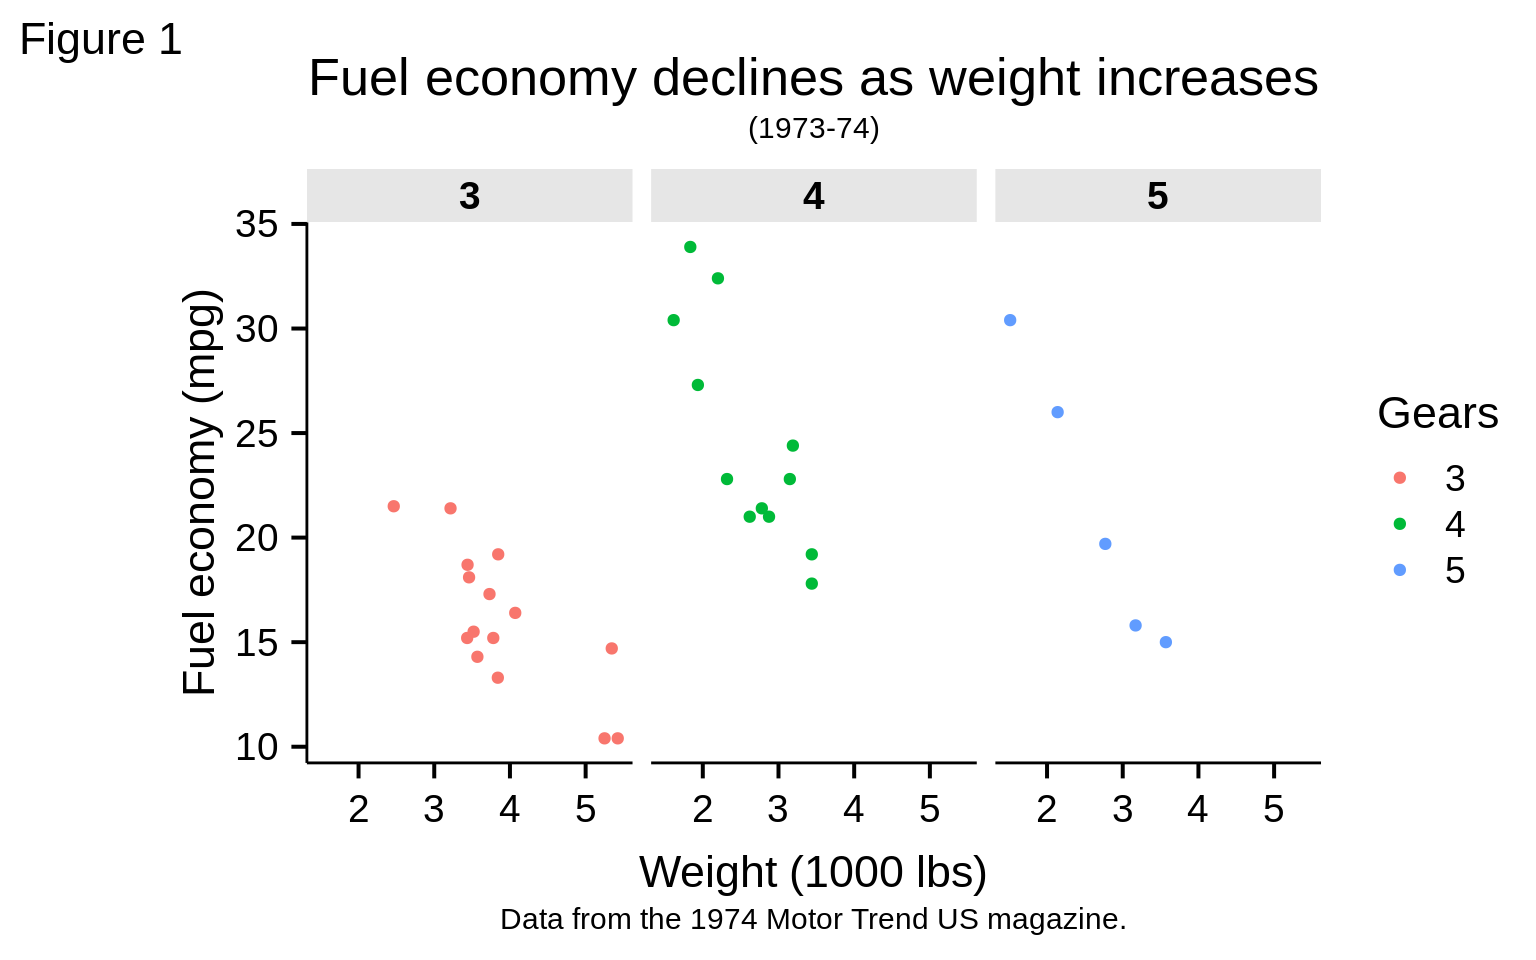 Figure 1
Fuel economy declines as weight increases
(1973-74)
3 4 5
35
30
25
20
15
10
Fuel economy (mpg)
2 3 4 5 2 3 4 5 2 3 4 5
Weight (1000 lbs)
Data from the 1974 Motor Trend US magazine.
Gears
3
4
5